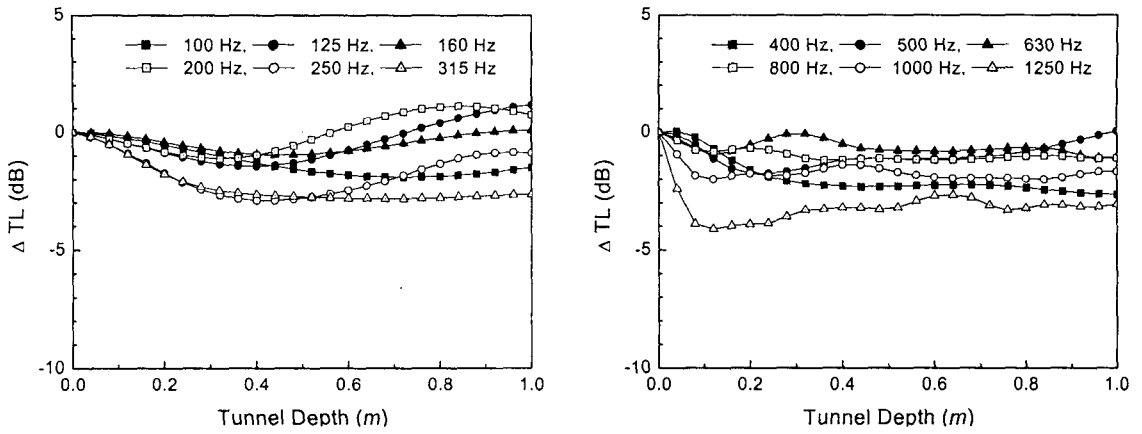 5
0
-5
-10
Δ TL (dB)
100 Hz, 125 Hz, 160 Hz
200 Hz, 250 Hz, 315 Hz
0.0 0.2 0.4 0.6 0.8 1.0
Tunnel Depth (m)
5
0
-5
-10
Δ TL (dB)
400 Hz, 500 Hz, 630 Hz
800 Hz, 1000 Hz, 1250 Hz
0.0 0.2 0.4 0.6 0.8 1.0
Tunnel Depth (m)